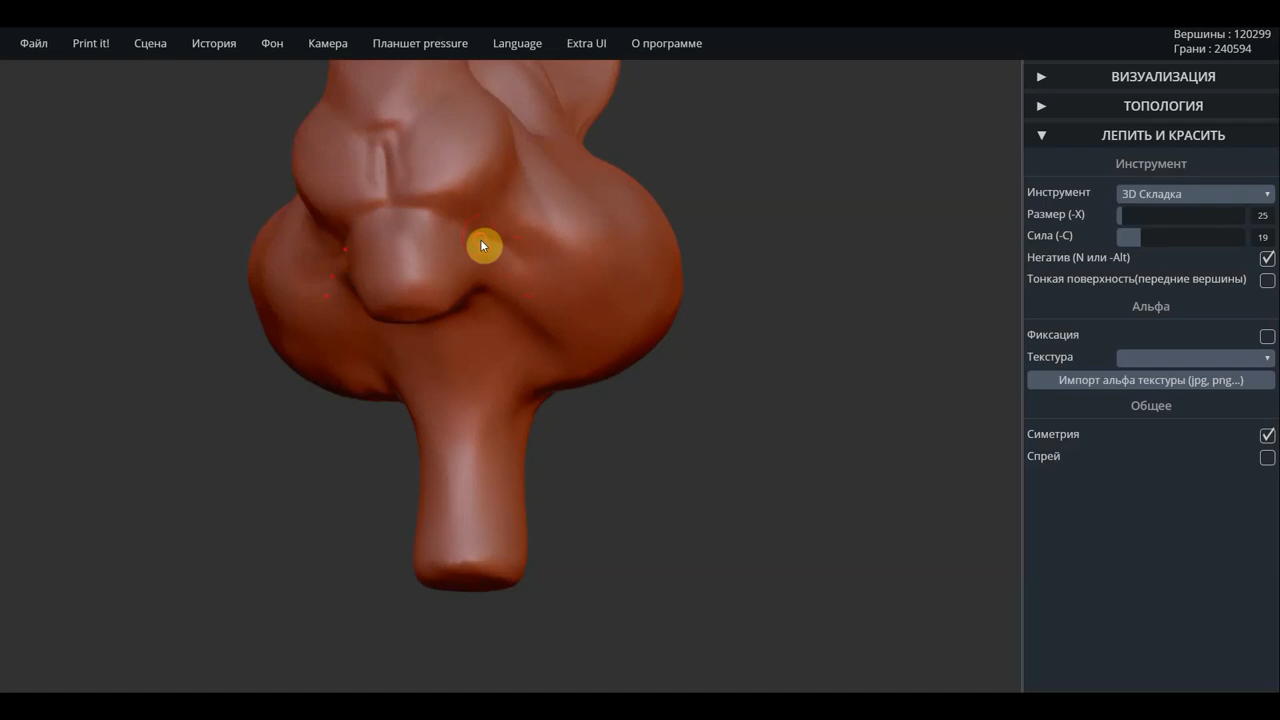 Файл Print it! Сцена История Фон Камера Планшет pressure Language Extra UI О программе
Вершины : 120299
Грани : 240594
ВИЗУАЛИЗАЦИЯ
ТОПОЛОГИЯ
ЛЕПИТЬ И КРАСИТЬ
Инструмент
Инструмент 3D Складка
Размер (-X) 25
Сила (-C) 19
Негатив (N или -Alt)
Тонкая поверхность(передние вершины)
Альфа
Фиксация
Текстура
Импорт альфа текстуры (jpg, png...)
Общее
Симетрия
Спрей